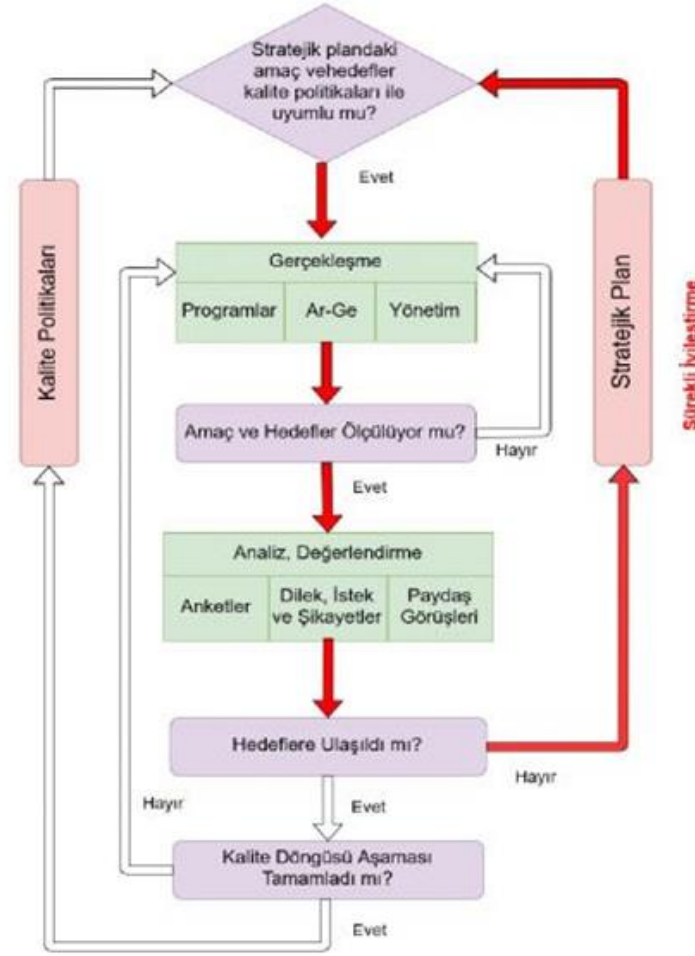 Stratejik plandaki
amaç vehedefler
kalite politikaları ile
uyumlu mu?
Evet
Kalite Politikaları
Stratejik Plan
Sürekli İyileştirme
Gerçekleşme
Programlar
Ar-Ge
Yönetim
Amaç ve Hedefler Ölçülüyor mu?
Hayır
Evet
Analiz, Değerlendirme
Anketler
Dilek, İstek
ve Şikayetler
Paydaş
Görüşleri
Hedeflere Ulaşıldı mı?
Hayır
Hayır
Evet
Kalite Döngüsü Aşaması
Tamamladı mı?
Evet